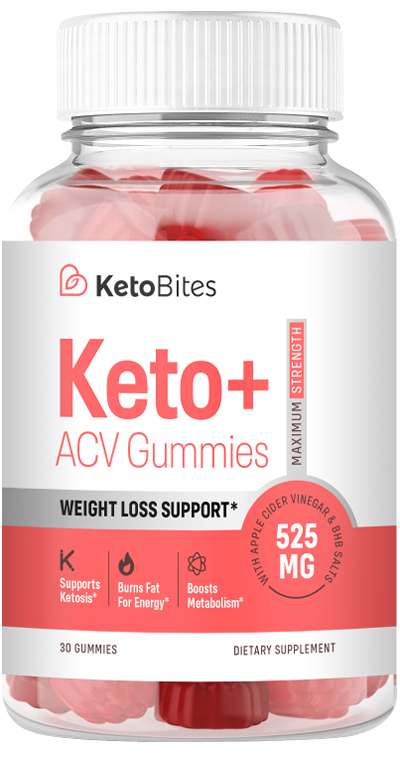 KetoBites
Keto+
ACV Gummies
MAXIMUM STRENGTH
WEIGHT LOSS SUPPORT*
WITH APPLE CIDER VINEGAR & BHB SALTS
525
MG
K
Supports
Ketosis*
Burns Fat
For Energy*
Boosts
Metabolism*
30 GUMMIES
DIETARY SUPPLEMENT